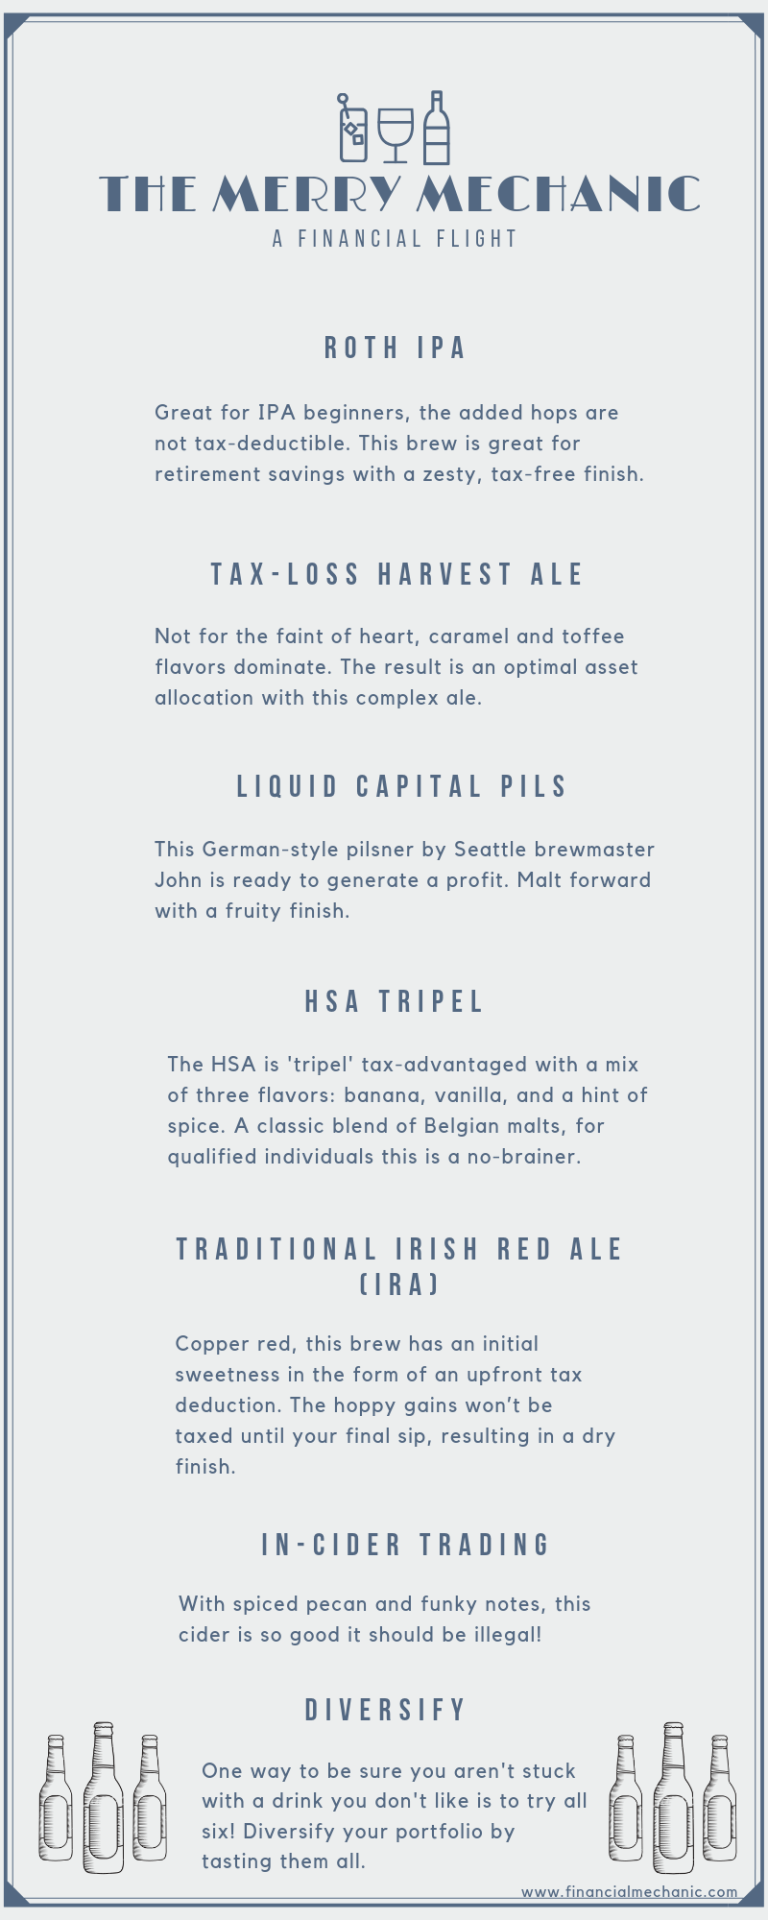 THE MERRY MECHANIC
A FINANCIAL FLIGHT
ROTH IPA
Great for IPA beginners, the added hops are
not tax-deductible. This brew is great for
retirement savings with a zesty, tax-free finish.
TAX-LOSS HARVEST ALE
Not for the faint of heart, caramel and toffee
flavors dominate. The result is an optimal asset
allocation with this complex ale.
LIQUID CAPITAL PILS
This German-style pilsner by Seattle brewmaster
John is ready to generate a profit. Malt forward
with a fruity finish.
HSA TRIPEL
The HSA is 'tripel' tax-advantaged with a mix
of three flavors: banana, vanilla, and a hint of
spice. A classic blend of Belgian malts, for
qualified individuals this is a no-brainer.
TRADITIONAL IRISH RED ALE
(IRA)
Copper red, this brew has an initial
sweetness in the form of an upfront tax
deduction. The hoppy gains won’t be
taxed until your final sip, resulting in a dry
finish.
IN-CIDER TRADING
With spiced pecan and funky notes, this
cider is so good it should be illegal!
DIVERSIFY
One way to be sure you aren't stuck
with a drink you don't like is to try all
six! Diversify your portfolio by
tasting them all.
www.financialmechanic.com